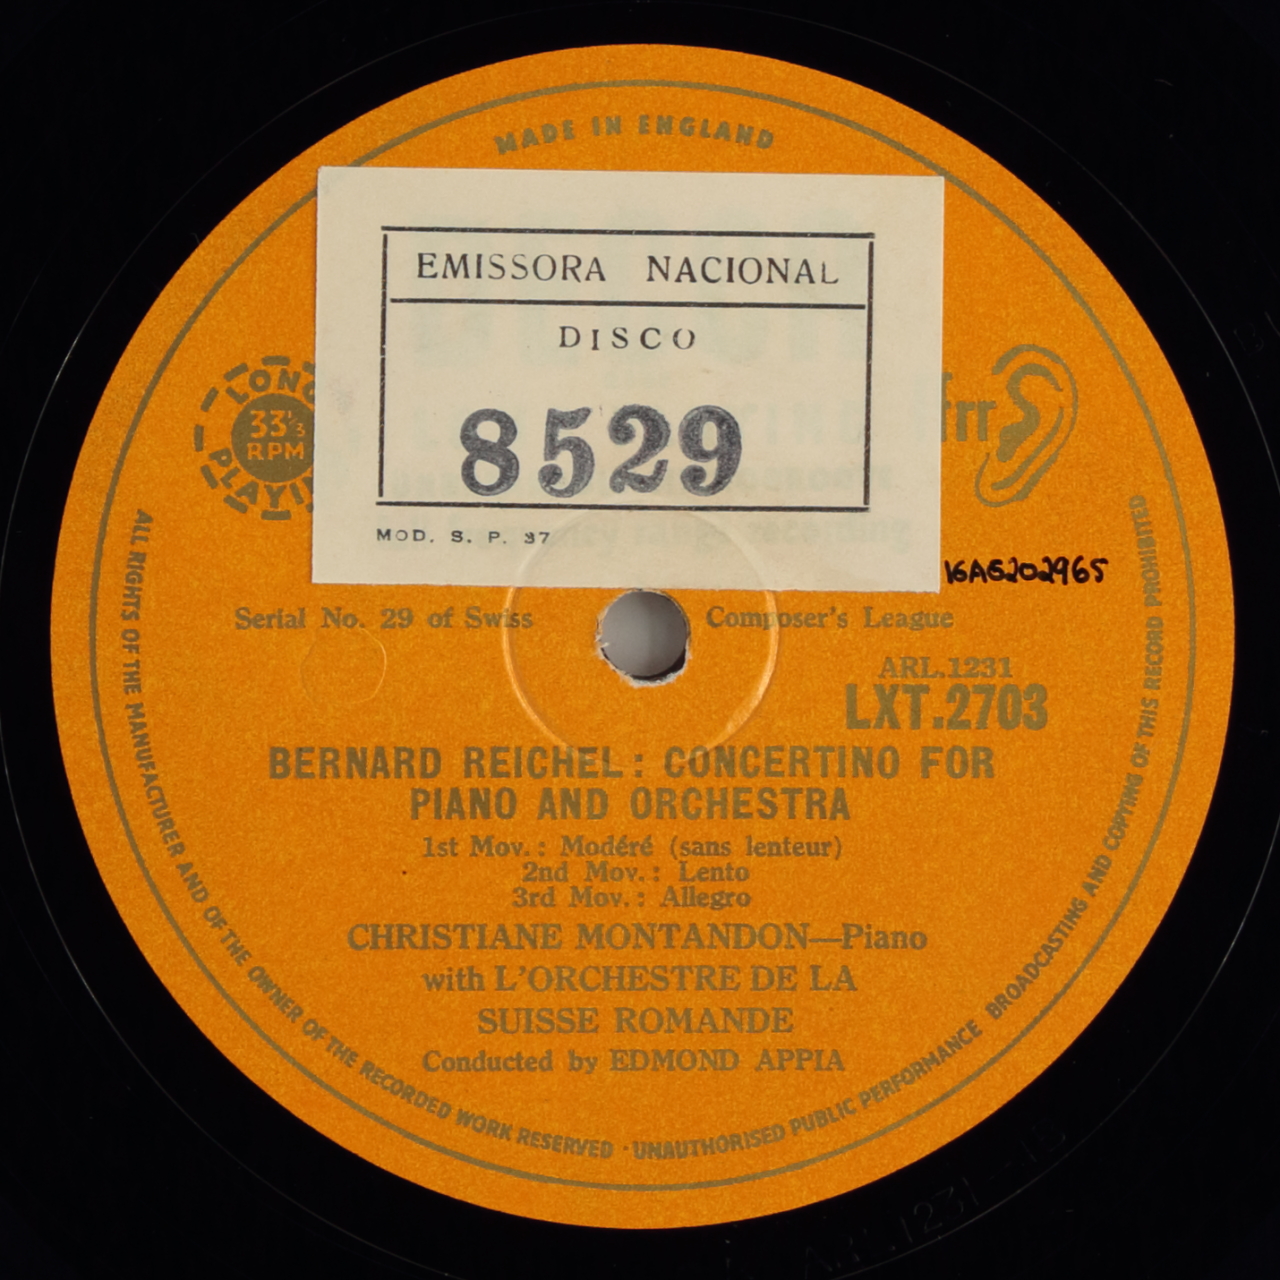 MADE IN ENGLAND
EMISSORA NACIONAL
DISCO
8529
MOD. S. P. 37
LONG
33⅓
RPM
PLAYI
ffrr
16AG202965
Serial No. 29 of Swiss Composer's League
ARL.1231
LXT.2703
BERNARD REICHEL: CONCERTINO FOR
PIANO AND ORCHESTRA
1st Mov.: Modéré (sans lenteur)
2nd Mov.: Lento
3rd Mov.: Allegro
CHRISTIANE MONTANDON—Piano
with L'ORCHESTRE DE LA
SUISSE ROMANDE
Conducted by EDMOND APPIA
ALL RIGHTS OF THE MANUFACTURER AND OF THE OWNER OF THE RECORDED WORK RESERVED · UNAUTHORISED PUBLIC PERFORMANCE BROADCASTING AND COPYING OF THIS RECORD PROHIBITED